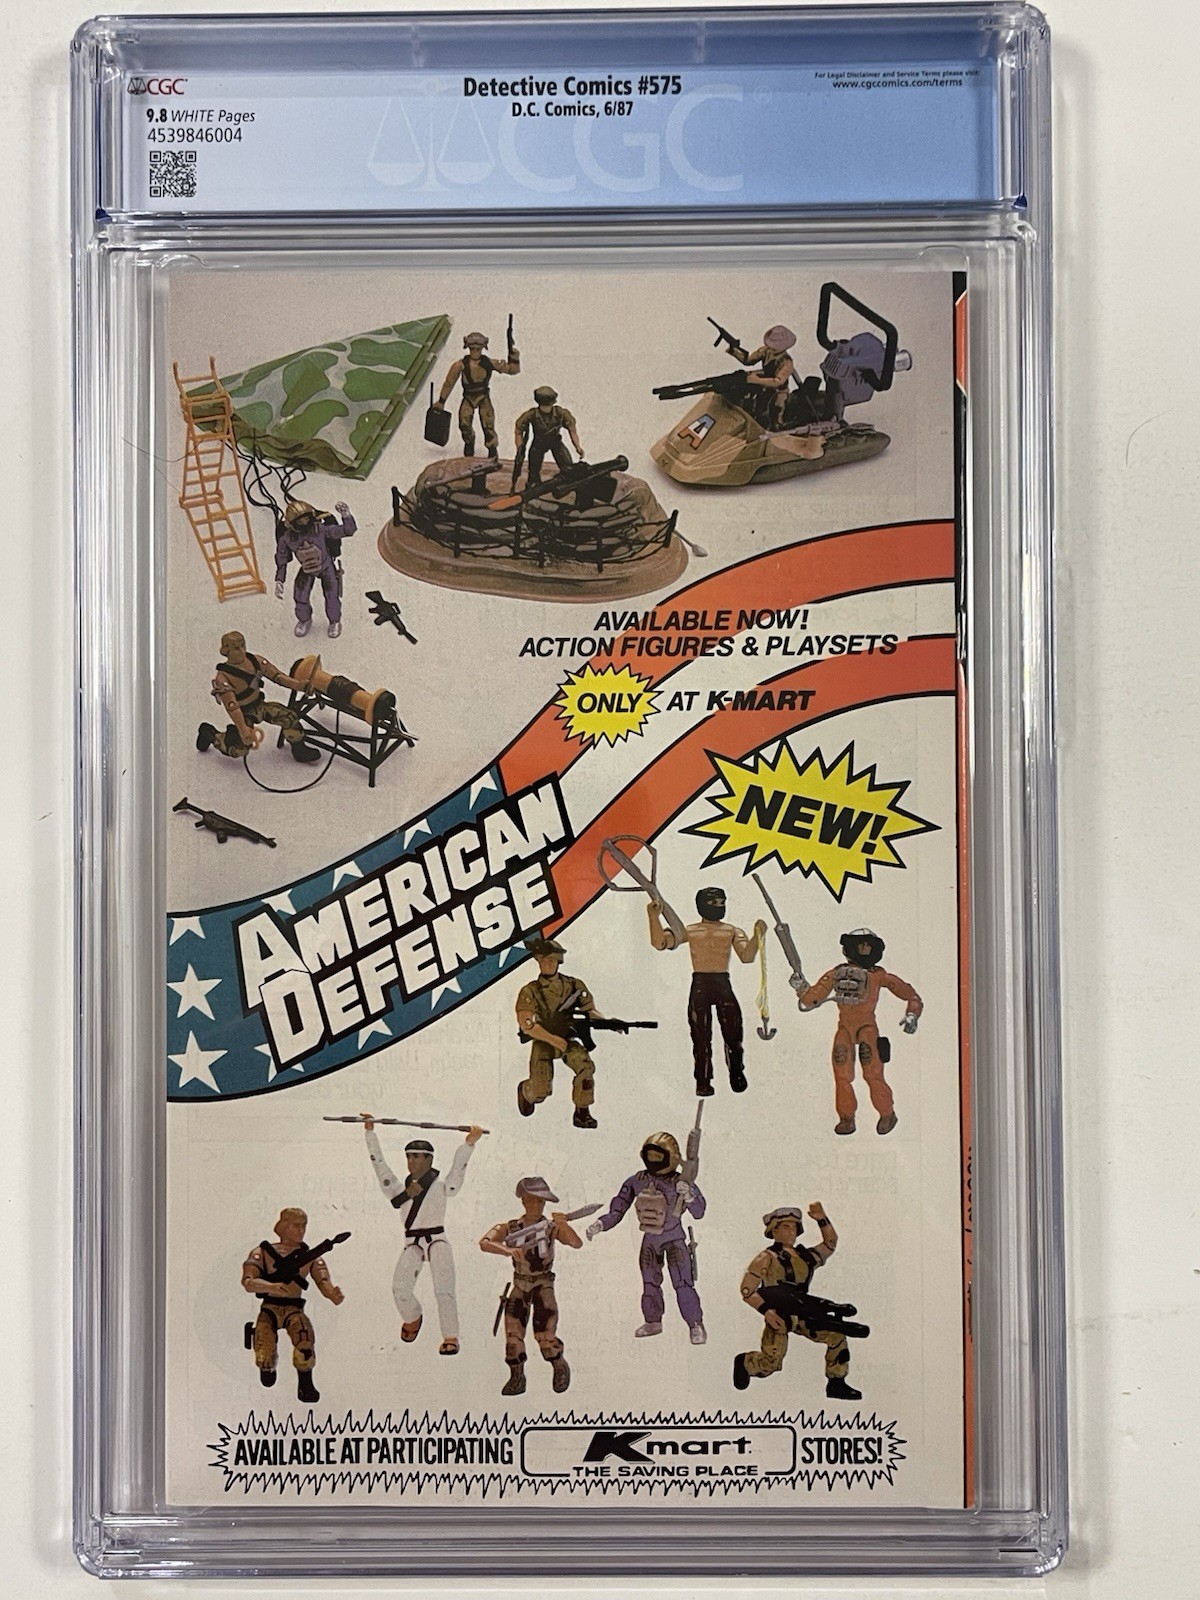 CGC
9.8 WHITE Pages
4539846004
Detective Comics #575
D.C. Comics, 6/87
For Legal Disclaimer and Service Terms please visit
www.cgccomics.com/terms
CGC
A
AVAILABLE NOW!
ACTION FIGURES & PLAYSETS
ONLY AT K-MART
NEW!
AMERICAN
DEFENSE
AVAILABLE AT PARTICIPATING Kmart STORES!
THE SAVING PLACE